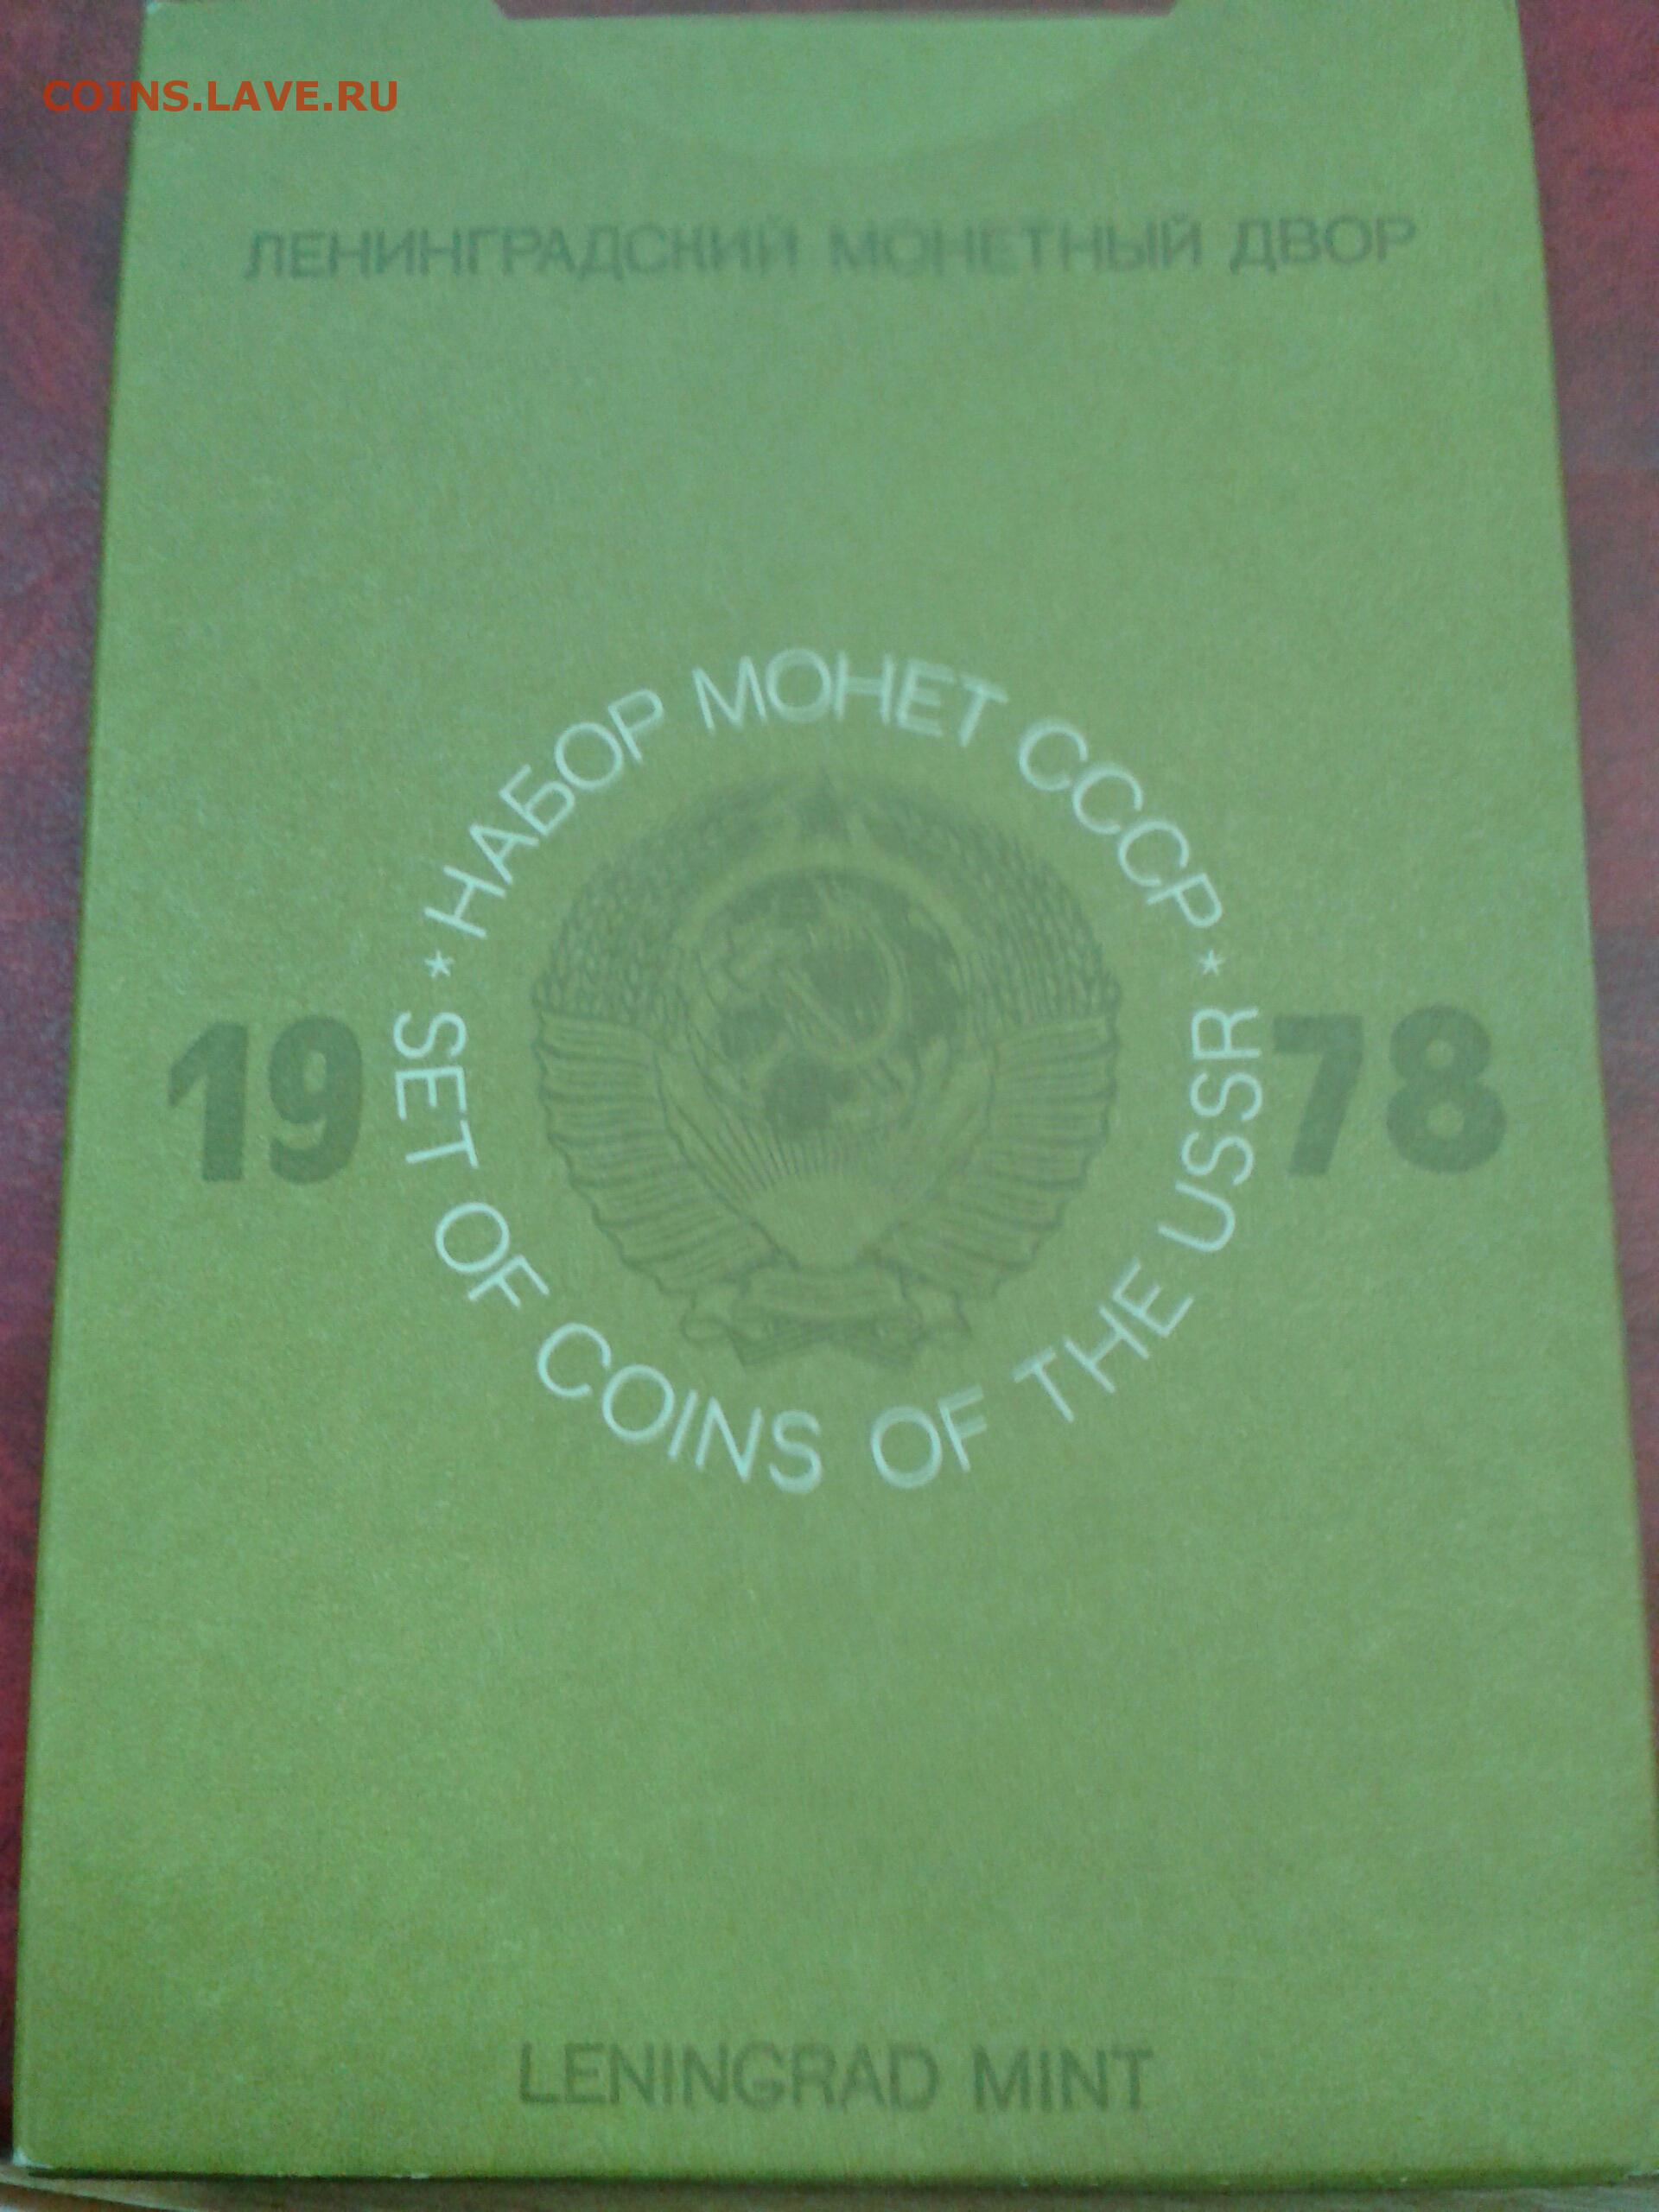 COINS.LAVE.RU
ЛЕНИНГРАДСКИЙ МОНЕТНЫЙ ДВОР
* НАБОР МОНЕТ СССР *
19 78
SET OF COINS OF THE USSR
LENINGRAD MINT